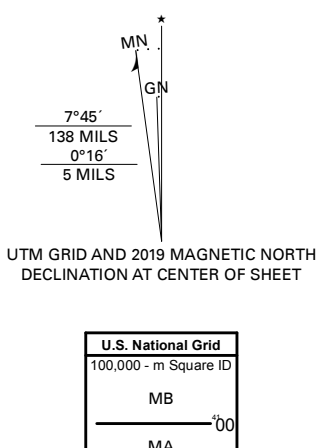 ★
MN
GN
7°45´
138 MILS
0°16´
5 MILS
UTM GRID AND 2019 MAGNETIC NORTH
DECLINATION AT CENTER OF SHEET
U.S. National Grid
100,000 - m Square ID
MB
4100
MA